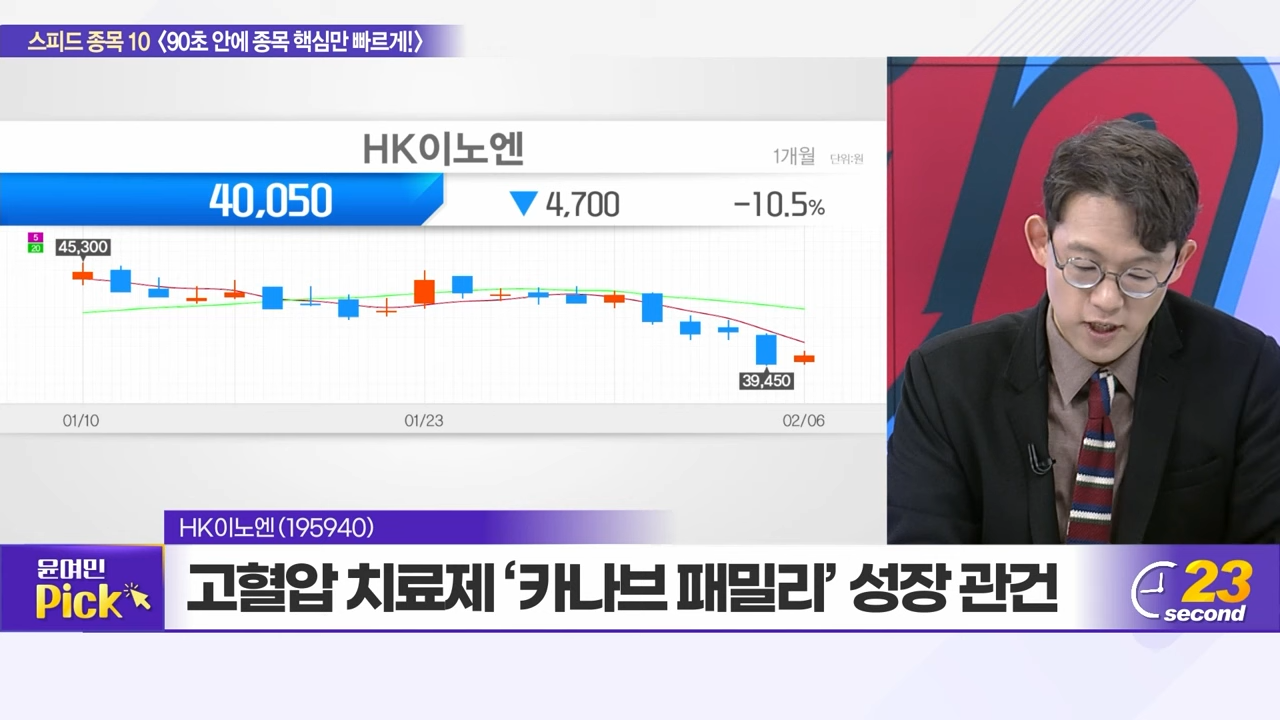 스피드 종목 10 〈90초 안에 종목 핵심만 빠르게!〉
HK이노엔
1개월 단위:원
40,050 ▼ 4,700 -10.5%
5
20
45,300
39,450
01/10 01/23 02/06
HK이노엔(195940)
윤여민
Pick
고혈압 치료제 ‘카나브 패밀리’ 성장 관건
23
second